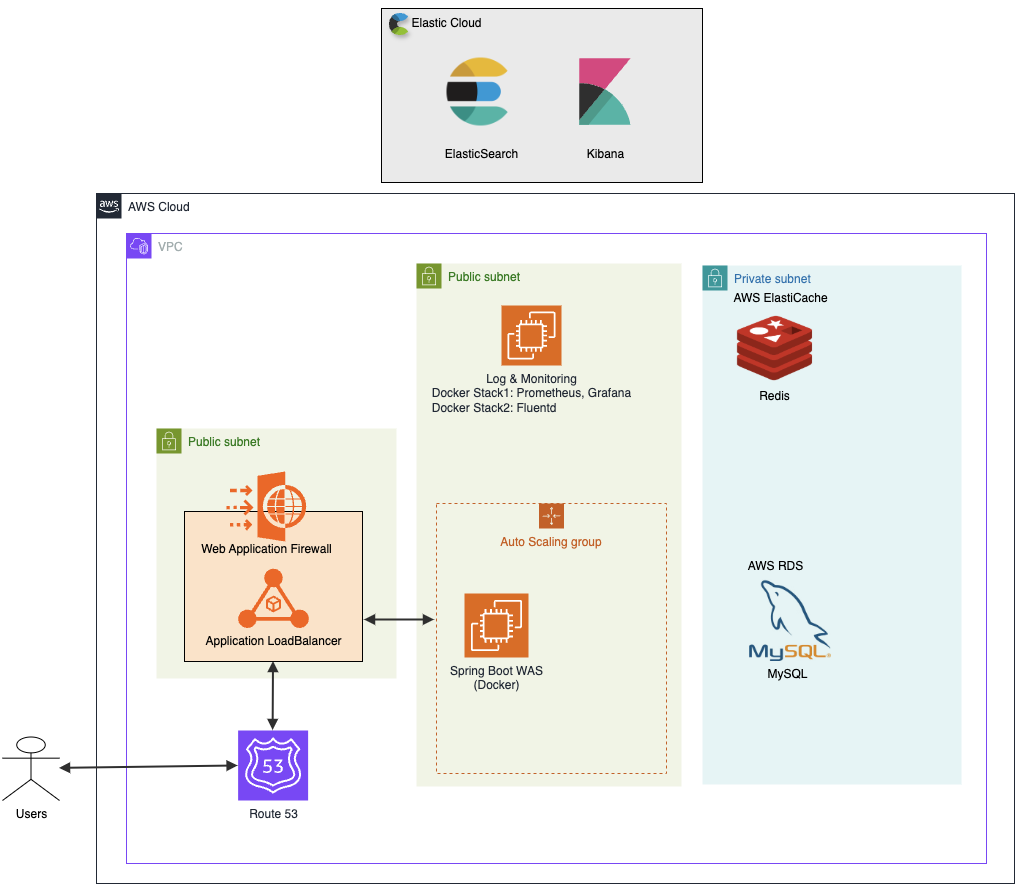 Elastic Cloud
ElasticSearch
Kibana
aws
AWS Cloud
VPC
Public subnet
Log & Monitoring
Docker Stack1: Prometheus, Grafana
Docker Stack2: Fluentd
Private subnet
AWS ElastiCache
Redis
Public subnet
Web Application Firewall
Application LoadBalancer
Auto Scaling group
Spring Boot WAS
(Docker)
AWS RDS
MySQL
MySQL
53
Route 53
Users